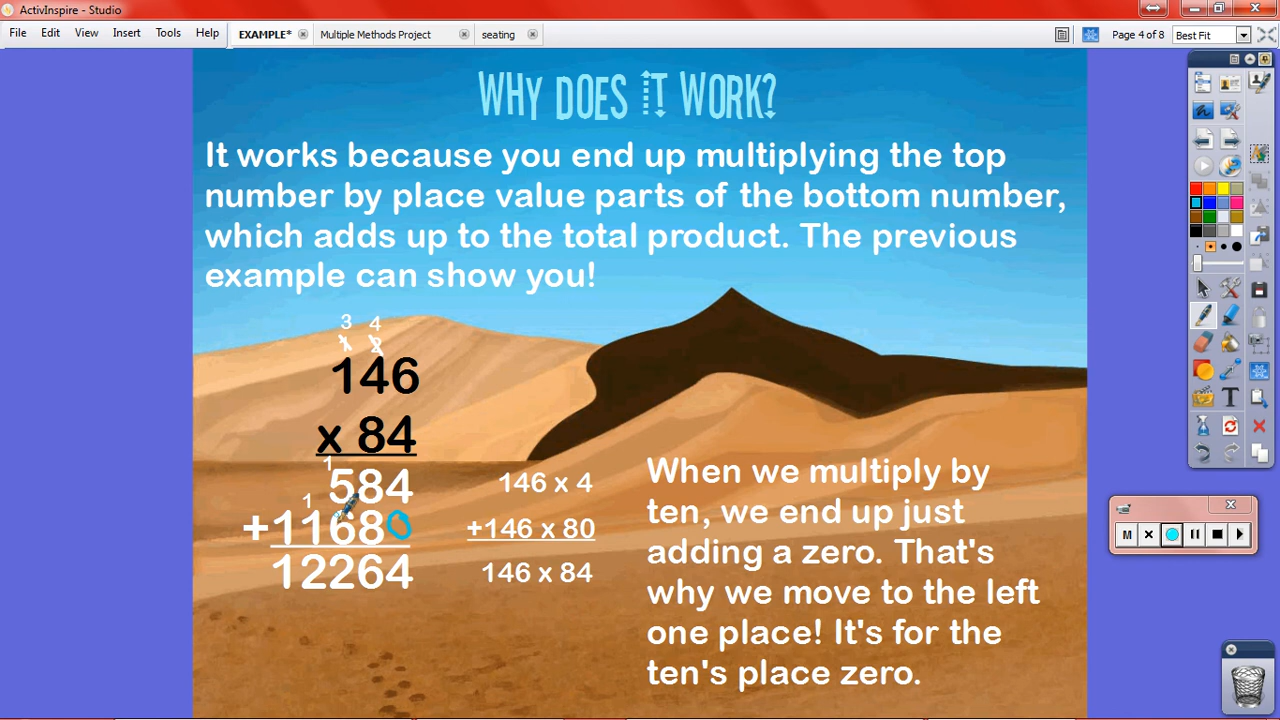 ActivInspire - Studio
File Edit View Insert Tools Help EXAMPLE* Multiple Methods Project seating Page 4 of 8 Best Fit
WHY DOES IT WORK?
It works because you end up multiplying the top
number by place value parts of the bottom number,
which adds up to the total product. The previous
example can show you!
3 4
1 2
146
x 84
1
584
1
+11680
12264
146 x 4
+146 x 80
146 x 84
When we multiply by
ten, we end up just
adding a zero. That's
why we move to the left
one place! It's for the
ten's place zero.
M